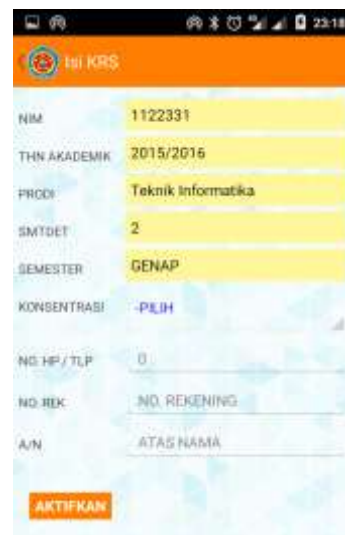 23:18
Isi KRS
NIM 1122331
THN AKADEMIK 2015/2016
PRODI Teknik Informatika
SMTDET 2
SEMESTER GENAP
KONSENTRASI -PILIH
NO. HP / TLP 0
NO. REK NO. REKENING
A/N ATAS NAMA
AKTIFKAN